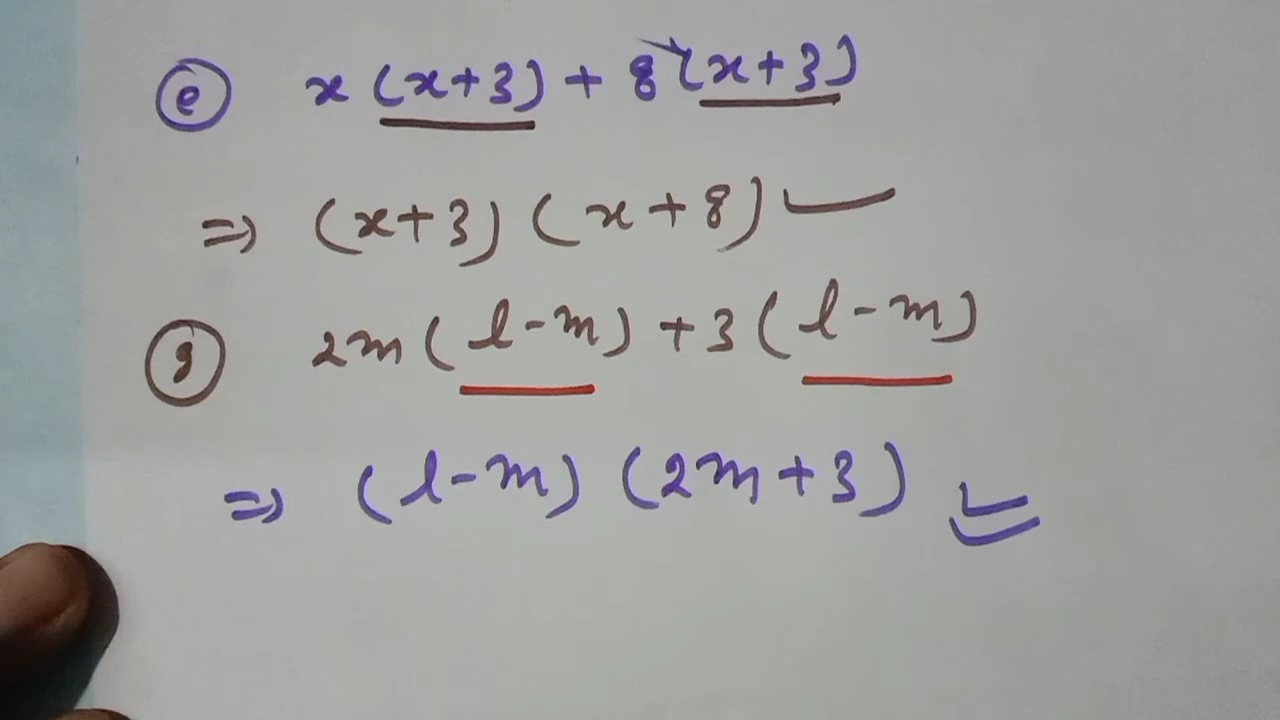 (e) x (x+3) + 8 (x+3)
⇒ (x+3) (x+8)
(g) 2m (l-m) + 3 (l-m)
⇒ (l-m) (2m+3)